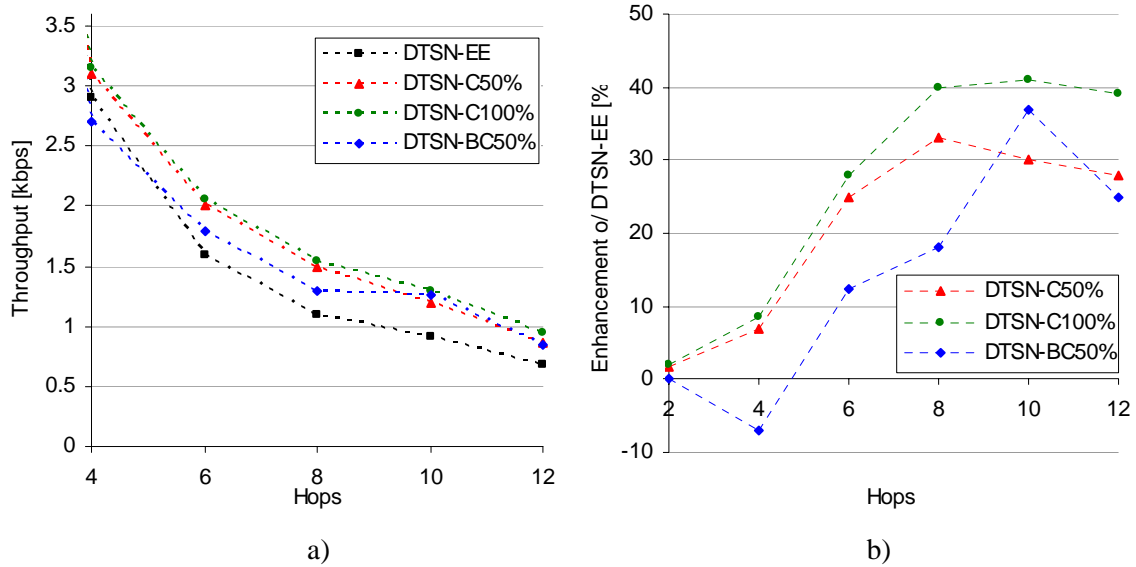 3.5
3
2.5
2
1.5
1
0.5
0
Throughput [kbps]
4
6
8
10
12
Hops
DTSN-EE
DTSN-C50%
DTSN-C100%
DTSN-BC50%
a)
50
40
30
20
10
0
-10
Enhancement o/ DTSN-EE [%
2
4
6
8
10
12
Hops
DTSN-C50%
DTSN-C100%
DTSN-BC50%
b)